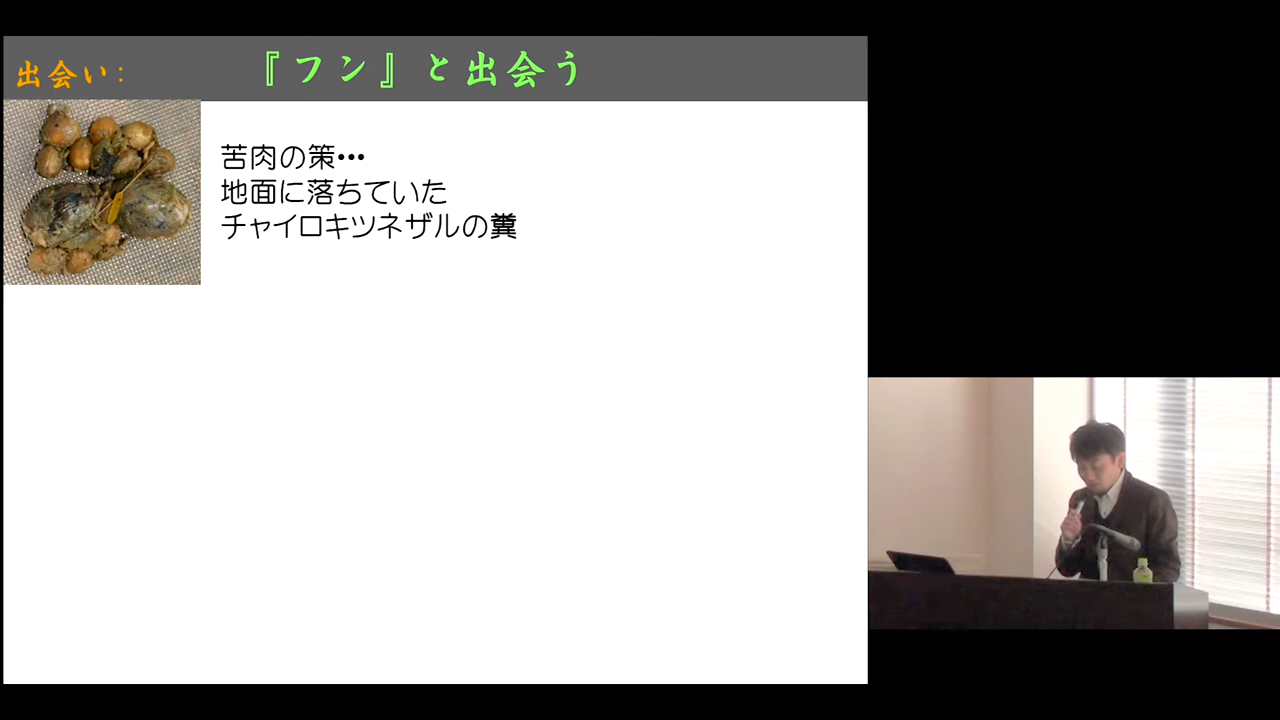 出会い:
『フン』と出会う
苦肉の策•••
地面に落ちていた
チャイロキツネザルの糞